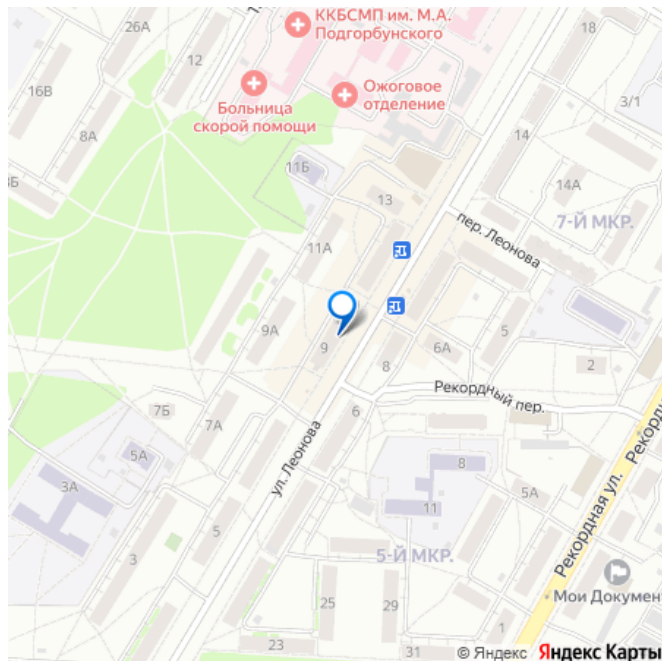 26А
ККБСМП им. М.А.
Подгорбунского
18
12
16В
Ожоговое
отделение
3/1
Больница
скорой помощи
8А
14
11Б
14А
13
7-Й МКР.
пер. Леонова
11А
9А
9
5
6А
2
8
Рекордный пер.
7Б
7А
6
ул. Леонова
5А
8
3А
5А
11
Рекордная ул.
5
5-Й МКР.
3
Мои Докумен
25
29
1
23
31
© Яндекс Яндекс Карты